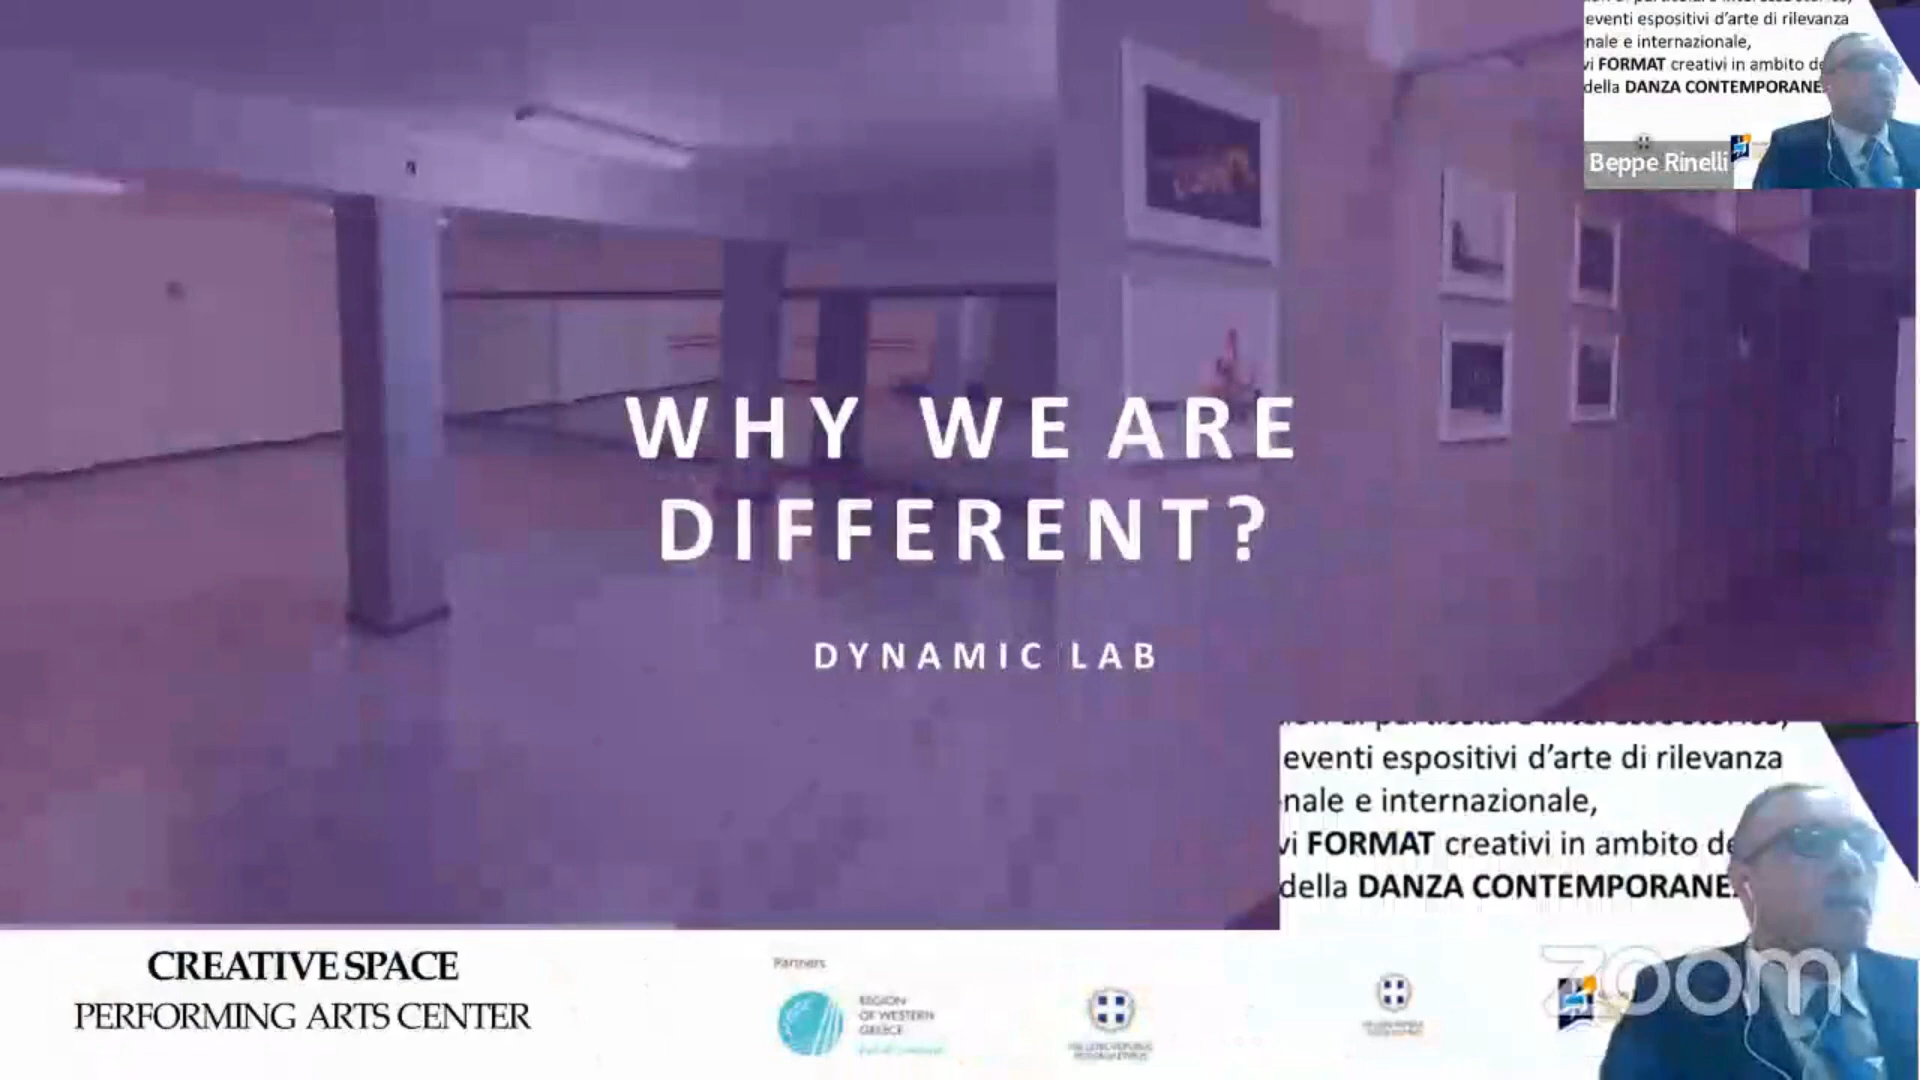 eventi espositivi d'arte di rilevanza
nale e internazionale,
vi FORMAT creativi in ambito de
della DANZA CONTEMPORANE
Beppe Rinelli
WHY WE ARE
DIFFERENT?
DYNAMIC LAB
eventi espositivi d'arte di rilevanza
nale e internazionale,
vi FORMAT creativi in ambito de
della DANZA CONTEMPORANE
zoom
CREATIVE SPACE
PERFORMING ARTS CENTER
Partners
REGION
OF WESTERN
GREECE